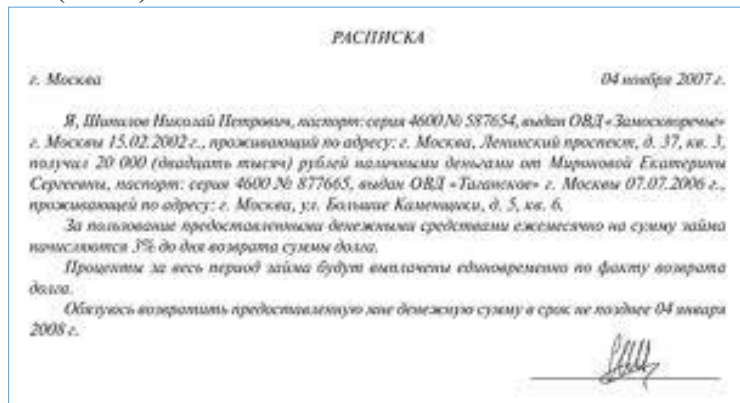 РАСПИСКА
г. Москва 04 ноября 2007 г.
Я, Шипилов Николай Петрович, паспорт: серия 4600 № 587654, выдан ОВД «Замоскворечье»
г. Москвы 15.02.2002 г., проживающий по адресу: г. Москва, Ленинский проспект, д. 37, кв. 3,
получил 20 000 (двадцать тысяч) рублей наличными деньгами от Мироновой Екатерины
Сергеевны, паспорт: серия 4600 № 877665, выдан ОВД «Таганское» г. Москвы 07.07.2006 г.,
проживающей по адресу: г. Москва, ул. Большие Каменщики, д. 5, кв. 6.
За пользование предоставленными денежными средствами ежемесячно на сумму займа
начисляются 3% до дня возврата суммы долга.
Проценты за весь период займа будут выплачены единовременно по факту возврата
долга.
Обязуюсь возвратить предоставленную мне денежную сумму в срок не позднее 04 января
2008 г.